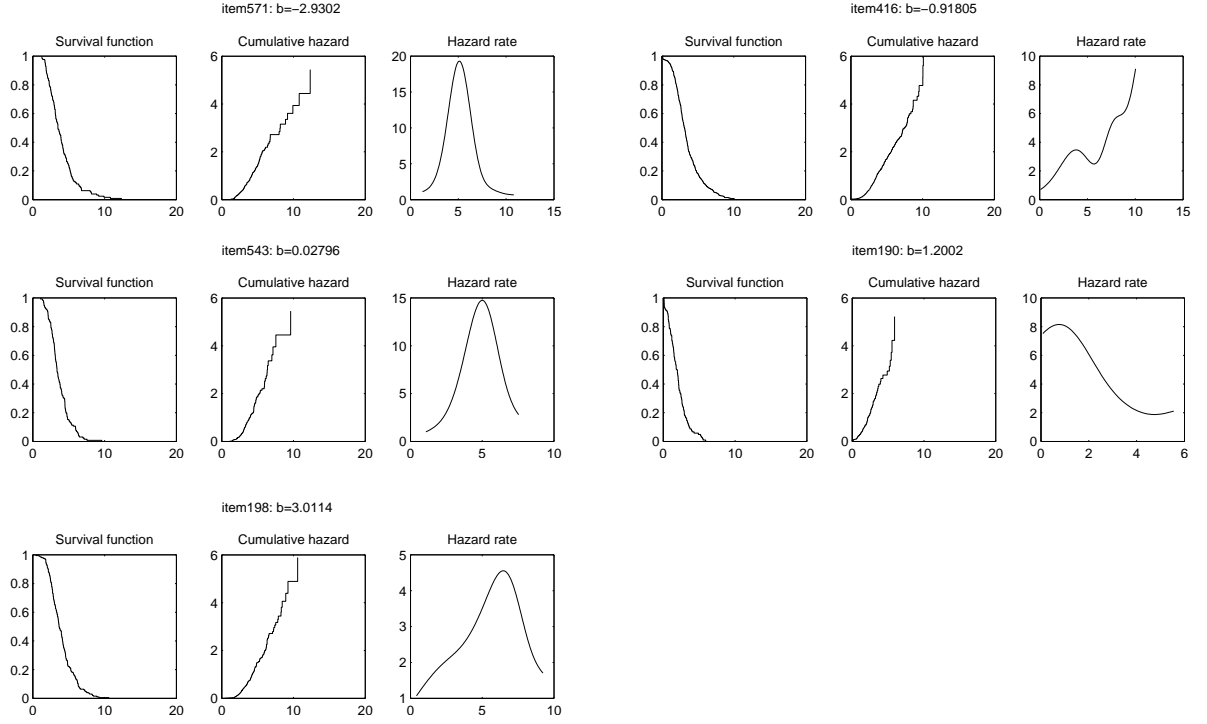 item571: b=−2.9302
Survival function
1
0.8
0.6
0.4
0.2
0
0 10 20
Cumulative hazard
6
4
2
0
0 10 20
Hazard rate
20
15
10
5
0
0 5 10 15
item416: b=−0.91805
Survival function
1
0.8
0.6
0.4
0.2
0
0 10 20
Cumulative hazard
6
4
2
0
0 10 20
Hazard rate
10
8
6
4
2
0
0 5 10 15
item543: b=0.02796
Survival function
1
0.8
0.6
0.4
0.2
0
0 10 20
Cumulative hazard
6
4
2
0
0 10 20
Hazard rate
15
10
5
0
0 5 10
item190: b=1.2002
Survival function
1
0.8
0.6
0.4
0.2
0
0 10 20
Cumulative hazard
6
4
2
0
0 10 20
Hazard rate
10
8
6
4
2
0
0 2 4 6
item198: b=3.0114
Survival function
1
0.8
0.6
0.4
0.2
0
0 10 20
Cumulative hazard
6
4
2
0
0 10 20
Hazard rate
5
4
3
2
1
0 5 10